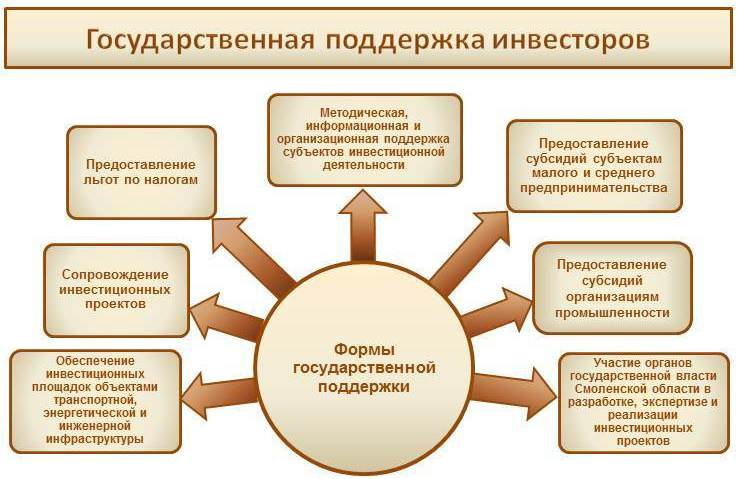 Государственная поддержка инвесторов
Методическая,
информационная и
организационная поддержка
субъектов инвестиционной
деятельности
Предоставление
льгот по налогам
Предоставление
субсидий субъектам
малого и среднего
предпринимательства
Сопровождение
инвестиционных
проектов
Предоставление
субсидий
организациям
промышленности
Формы
государственной
поддержки
Обеспечение
инвестиционных
площадок объектами
транспортной,
энергетической и
инженерной
инфраструктуры
Участие органов
государственной власти
Смоленской области в
разработке, экспертизе и
реализации
инвестиционных
проектов